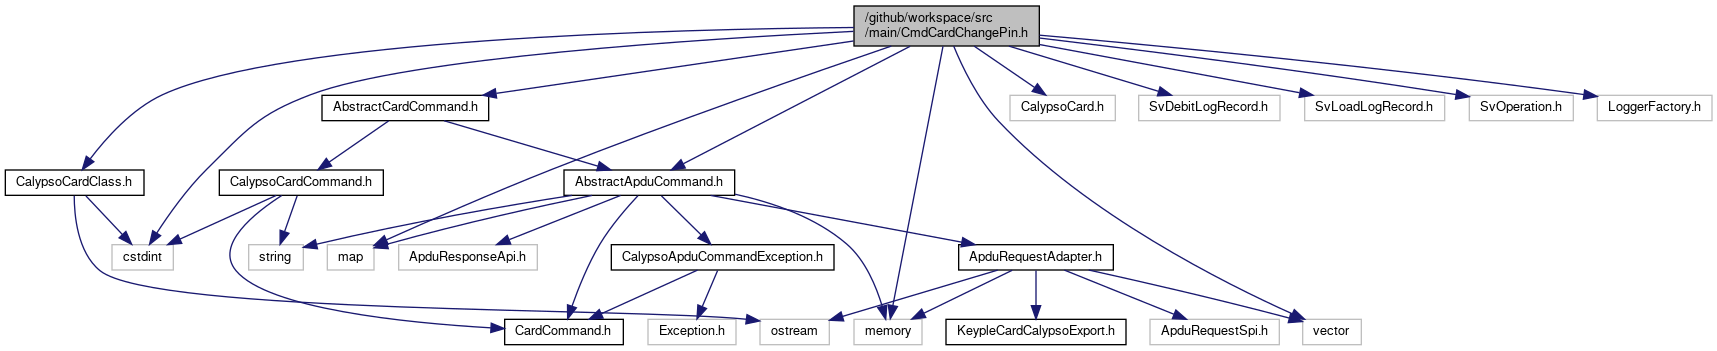 /github/workspace/src
/main/CmdCardChangePin.h
AbstractCardCommand.h
CalypsoCard.h
SvDebitLogRecord.h
SvLoadLogRecord.h
SvOperation.h
LoggerFactory.h
CalypsoCardClass.h
CalypsoCardCommand.h
AbstractApduCommand.h
cstdint
string
map
ApduResponseApi.h
CalypsoApduCommandException.h
ApduRequestAdapter.h
CardCommand.h
Exception.h
ostream
memory
KeypleCardCalypsoExport.h
ApduRequestSpi.h
vector